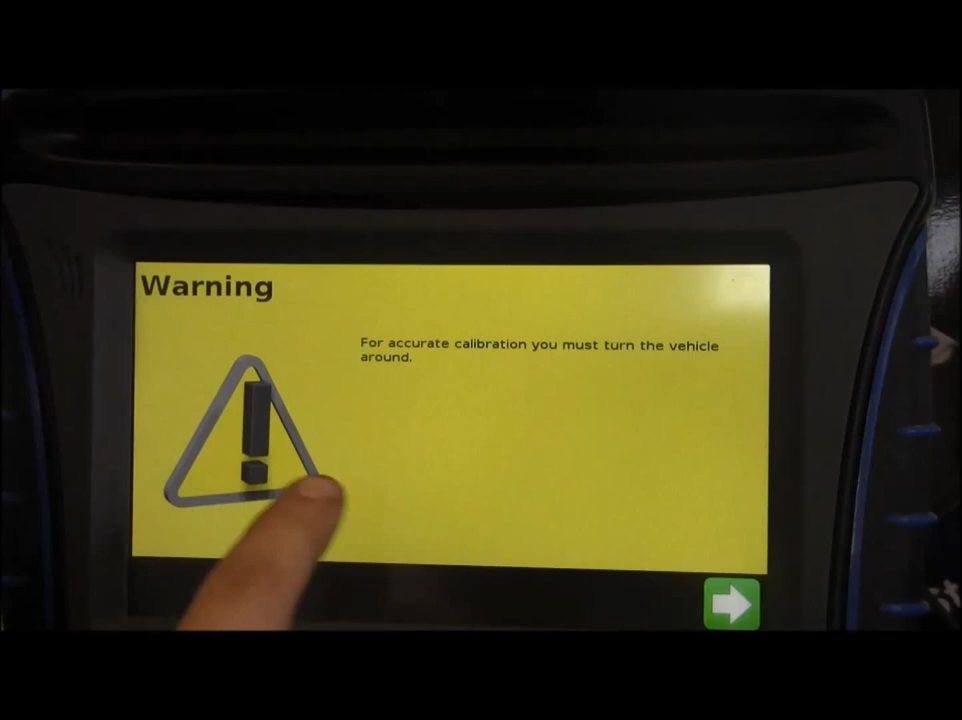 Warning
For accurate calibration you must turn the vehicle
around.